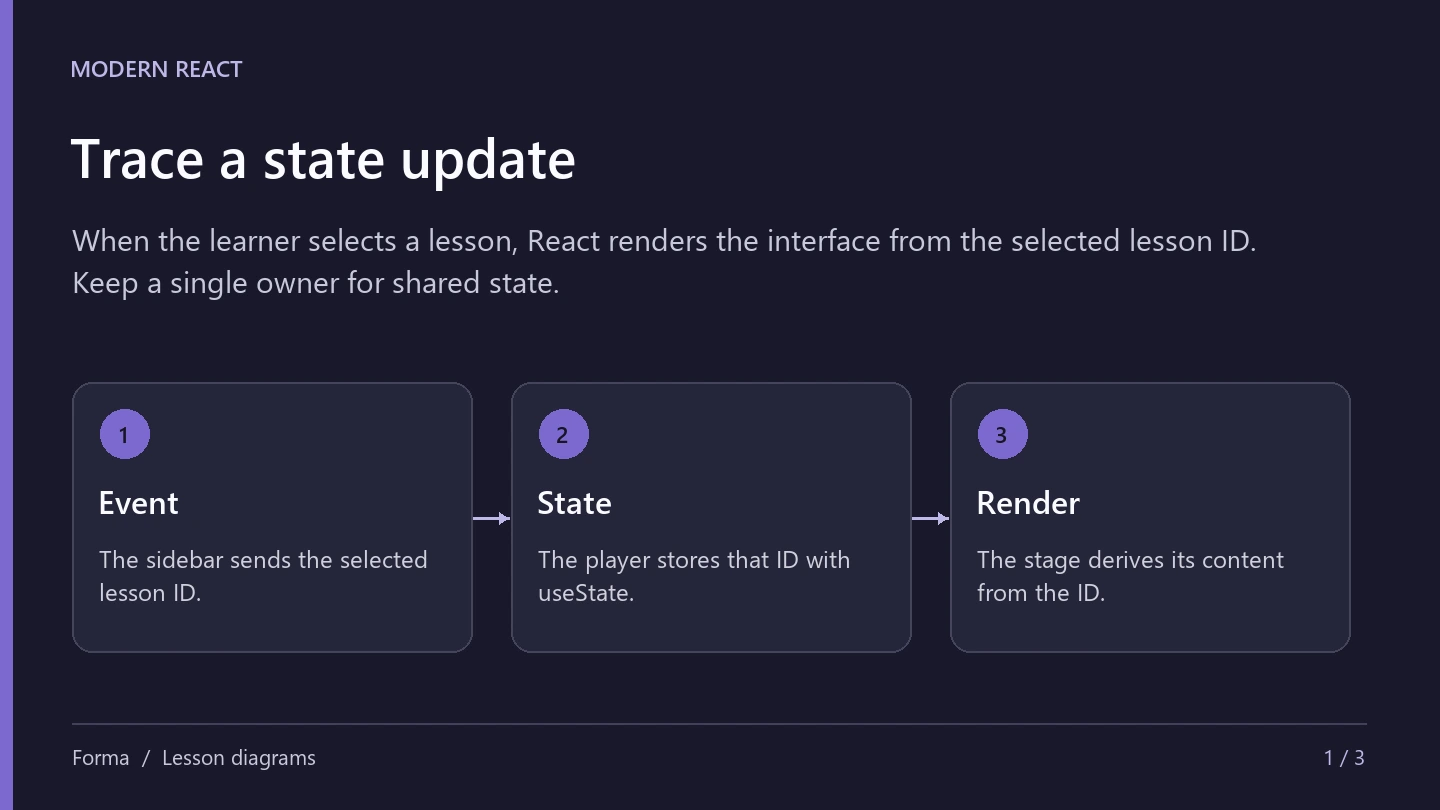 MODERN REACT
Trace a state update
When the learner selects a lesson, React renders the interface from the selected lesson ID.
Keep a single owner for shared state.
1
Event
The sidebar sends the selected
lesson ID.
2
State
The player stores that ID with
useState.
3
Render
The stage derives its content
from the ID.
Forma / Lesson diagrams
1 / 3